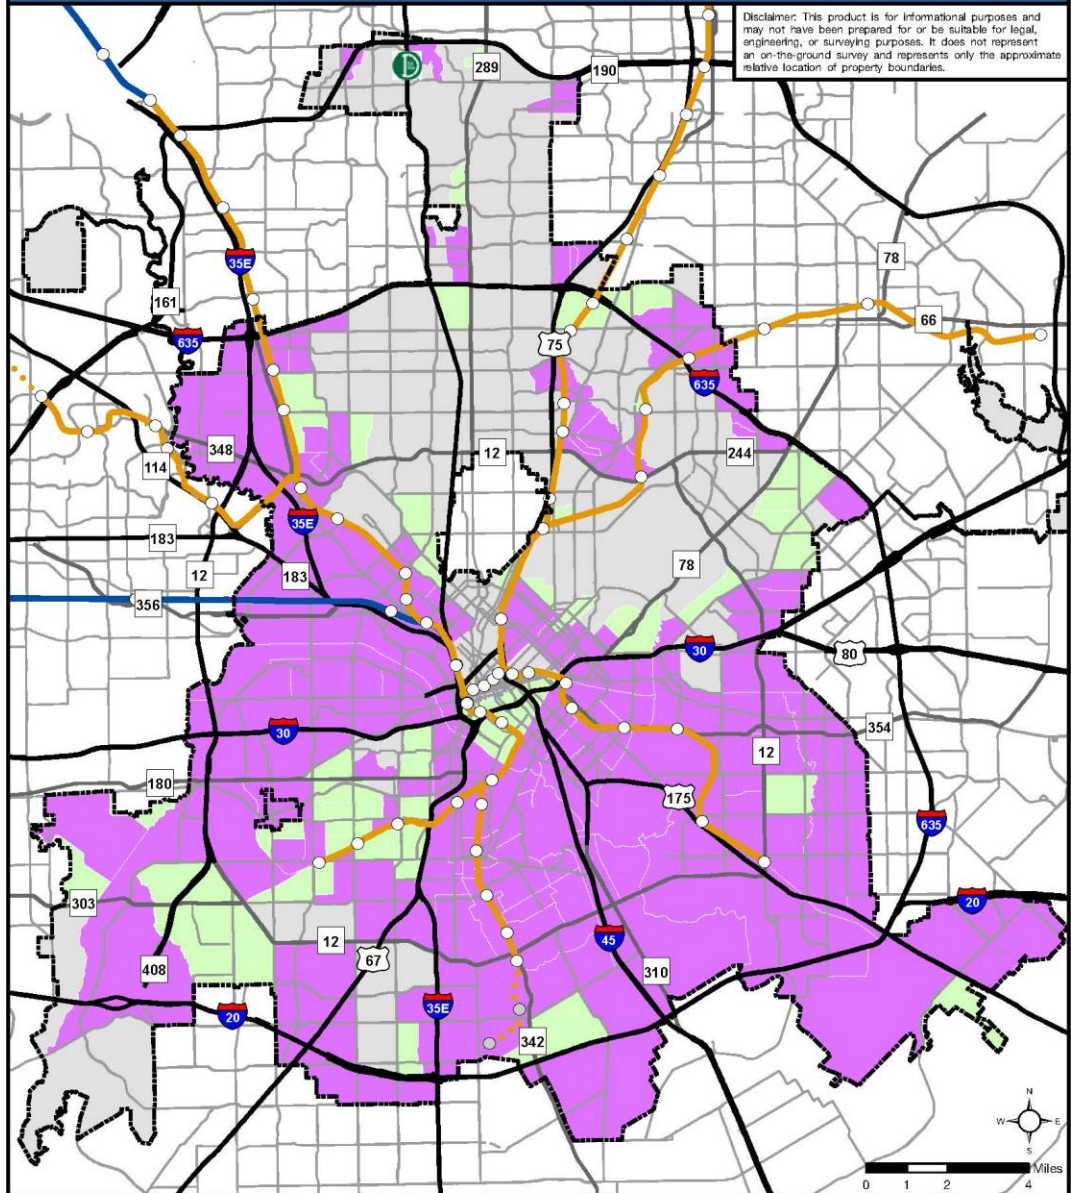 Disclaimer: This product is for informational purposes and
may not have been prepared for or be suitable for legal,
engineering, or surveying purposes. It does not represent
an on-the-ground survey and represents only the approximate
relative location of property boundaries.
289
190
35E
78
161
635
66
75
635
348
12
244
114
35E
183
183
12
78
356
30
80
30
354
12
180
175
635
303
20
12
45
67
408
310
35E
20
342
N
W
E
S
Miles
0 1 2 4